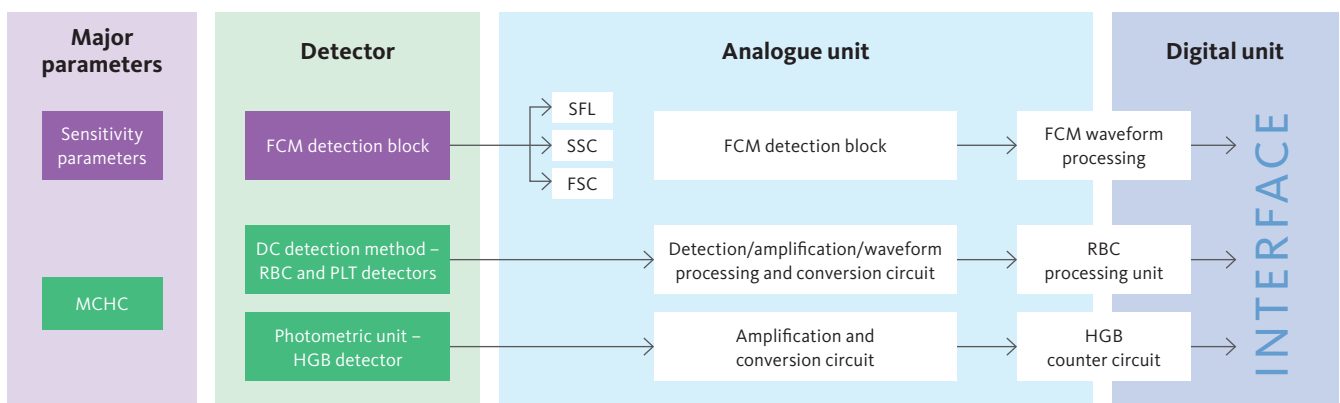 Major
parameters
Detector
Analogue unit
Digital unit
Sensitivity
parameters
FCM detection block
SFL
SSC
FSC
FCM detection block
FCM waveform
processing
DC detection method –
RBC and PLT detectors
Detection/amplification/waveform
processing and conversion circuit
RBC
processing unit
MCHC
Photometric unit –
HGB detector
Amplification and
conversion circuit
HGB
counter circuit
INTERFACE